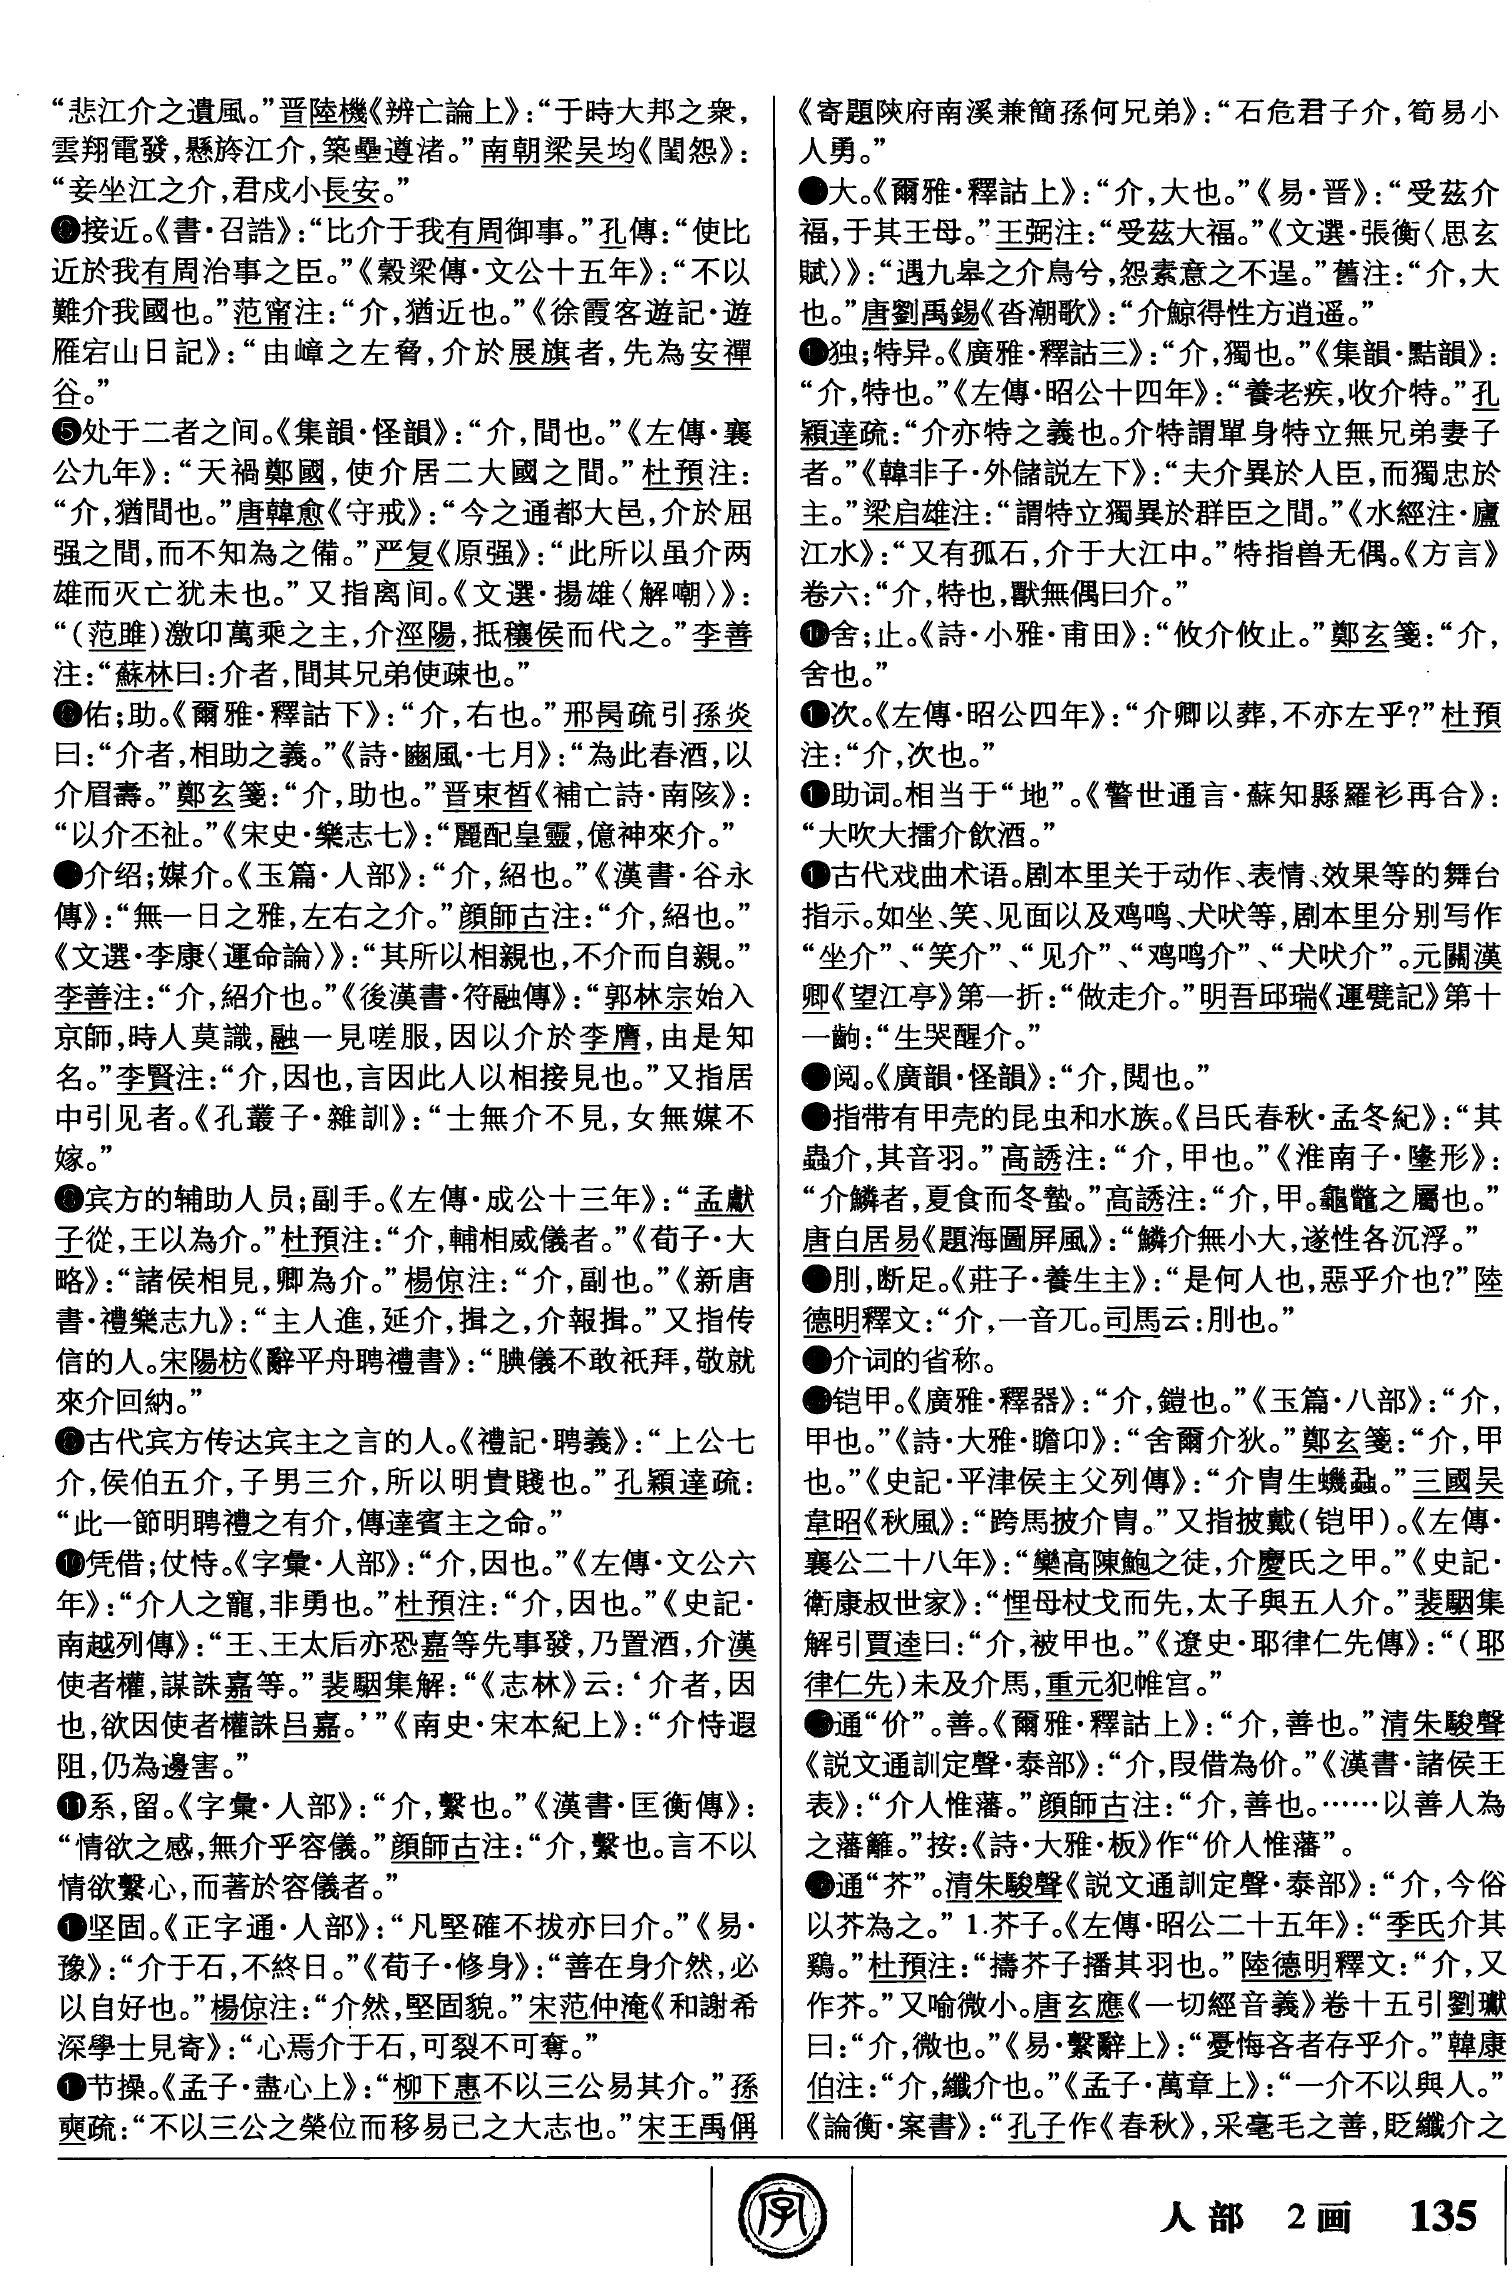 “悲江介之遺風。”晋陸機《辨亡論上》:“于時大邦之衆,
雲翔電發,懸旍江介,築壘遵渚。”南朝梁吴均《閨怨》:
“妾坐江之介,君戍小長安。”
接近。《書·召誥》:“比介于我有周御事。”孔傳:“使比
近於我有周治事之臣。”《穀梁傳·文公十五年》:“不以
難介我國也。”范甯注:“介,猶近也。”《徐霞客遊記·遊
雁宕山日記》:“由嶂之左脅,介於展旗者,先為安禪
谷。”
❺处于二者之间。《集韻·怪韻》:“介,間也。”《左傳·襄
公九年》:“天禍鄭國,使介居二大國之間。”杜預注:
“介,猶間也。”唐韓愈《守戒》:“今之通都大邑,介於屈
强之間,而不知為之備。”严复《原强》:“此所以虽介两
雄而灭亡犹未也。”又指离间。《文選·揚雄〈解嘲〉》:
“(范雎)激卬萬乘之主,介涇陽,抵穰侯而代之。”李善
注:“蘇林曰:介者,間其兄弟使疎也。”
❻佑;助。《爾雅·釋詁下》:“介,右也。”邢昺疏引孫炎
曰:“介者,相助之義。”《詩·豳風·七月》:“為此春酒,以
介眉壽。”鄭玄箋:“介,助也。”晋束晳《補亡詩·南陔》:
“以介丕祉。”《宋史·樂志七》:“麗配皇靈,億神來介。”
介绍;媒介。《玉篇·人部》:“介,紹也。”《漢書·谷永
傳》:“無一日之雅,左右之介。”顔師古注:“介,紹也。”
《文選·李康〈運命論〉》:“其所以相親也,不介而自親。”
李善注:“介,紹介也。”《後漢書·符融傳》:“郭林宗始入
京師,時人莫識,融一見嗟服,因以介於李膺,由是知
名。”李賢注:“介,因也,言因此人以相接見也。”又指居
中引见者。《孔叢子·雜訓》:“士無介不見,女無媒不
嫁。”
❽宾方的辅助人员;副手。《左傳·成公十三年》:“孟獻
子從,王以為介。”杜預注:“介,輔相威儀者。”《荀子·大
略》:“諸侯相見,卿為介。”楊倞注:“介,副也。”《新唐
書·禮樂志九》:“主人進,延介,揖之,介報揖。”又指传
信的人。宋陽枋《辭平舟聘禮書》:“腆儀不敢祇拜,敬就
來介回納。”
❾古代宾方传达宾主之言的人。《禮記·聘義》:“上公七
介,侯伯五介,子男三介,所以明貴賤也。”孔穎達疏:
“此一節明聘禮之有介,傳達賓主之命。”
❿凭借;仗恃。《字彙·人部》:“介,因也。”《左傳·文公六
年》:“介人之寵,非勇也。”杜預注:“介,因也。”《史記·
南越列傳》:“王、王太后亦恐嘉等先事發,乃置酒,介漢
使者權,謀誅嘉等。”裴駰集解:“《志林》云:‘介者,因
也,欲因使者權誅吕嘉。’”《南史·宋本紀上》:“介恃遐
阻,仍為邊害。”
⓫系,留。《字彙·人部》:“介,繫也。”《漢書·匡衡傳》:
“情欲之感,無介乎容儀。”顔師古注:“介,繫也。言不以
情欲繫心,而著於容儀者。”
坚固。《正字通·人部》:“凡堅確不拔亦曰介。”《易·
豫》:“介于石,不終日。”《荀子·修身》:“善在身介然,必
以自好也。”楊倞注:“介然,堅固貌。”宋范仲淹《和謝希
深學士見寄》:“心焉介于石,可裂不可奪。”
节操。《孟子·盡心上》:“柳下惠不以三公易其介。”孫
奭疏:“不以三公之榮位而移易己之大志也。”宋王禹偁
《寄題陝府南溪兼簡孫何兄弟》:“石危君子介,筍易小
人勇。”
大。《爾雅·釋詁上》:“介,大也。”《易·晋》:“受茲介
福,于其王母。”王弼注:“受茲大福。”《文選·張衡〈思玄
賦〉》:“遇九皋之介鳥兮,怨素意之不逞。”舊注:“介,大
也。”唐劉禹錫《沓潮歌》:“介鯨得性方逍遥。”
独;特异。《廣雅·釋詁三》:“介,獨也。”《集韻·黠韻》:
“介,特也。”《左傳·昭公十四年》:“養老疾,收介特。”孔
穎達疏:“介亦特之義也。介特謂單身特立無兄弟妻子
者。”《韓非子·外儲説左下》:“夫介異於人臣,而獨忠於
主。”梁启雄注:“謂特立獨異於群臣之間。”《水經注·廬
江水》:“又有孤石,介于大江中。”特指兽无偶。《方言》
卷六:“介,特也,獸無偶曰介。”
舍;止。《詩·小雅·甫田》:“攸介攸止。”鄭玄箋:“介,
舍也。”
次。《左傳·昭公四年》:“介卿以葬,不亦左乎?”杜預
注:“介,次也。”
助词。相当于“地”。《警世通言·蘇知縣羅衫再合》:
“大吹大擂介飲酒。”
古代戏曲术语。剧本里关于动作、表情、效果等的舞台
指示。如坐、笑、见面以及鸡鸣、犬吠等,剧本里分别写作
“坐介”、“笑介”、“见介”、“鸡鸣介”、“犬吠介”。元關漢
卿《望江亭》第一折:“做走介。”明吾邱瑞《運甓記》第十
一齣:“生哭醒介。”
阅。《廣韻·怪韻》:“介,閲也。”
指带有甲壳的昆虫和水族。《吕氏春秋·孟冬紀》:“其
蟲介,其音羽。”高誘注:“介,甲也。”《淮南子·墬形》:
“介鱗者,夏食而冬蟄。”高誘注:“介,甲。龜鼈之屬也。”
唐白居易《題海圖屏風》:“鱗介無小大,遂性各沉浮。”
刖,断足。《莊子·養生主》:“是何人也,惡乎介也?”陸
德明釋文:“介,一音兀。司馬云:刖也。”
介词的省称。
铠甲。《廣雅·釋器》:“介,鎧也。”《玉篇·八部》:“介,
甲也。”《詩·大雅·瞻卬》:“舍爾介狄。”鄭玄箋:“介,甲
也。”《史記·平津侯主父列傳》:“介胄生蟣蝨。”三國吴
韋昭《秋風》:“跨馬披介胄。”又指披戴(铠甲)。《左傳·
襄公二十八年》:“欒高陳鮑之徒,介慶氏之甲。”《史記·
衛康叔世家》:“悝母杖戈而先,太子與五人介。”裴駰集
解引賈逵曰:“介,被甲也。”《遼史·耶律仁先傳》:“(耶
律仁先)未及介馬,重元犯帷宫。”
通“价”。善。《爾雅·釋詁上》:“介,善也。”清朱駿聲
《説文通訓定聲·泰部》:“介,叚借為价。”《漢書·諸侯王
表》:“介人惟藩。”顔師古注:“介,善也。……以善人為
之藩籬。”按:《詩·大雅·板》作“价人惟藩”。
通“芥”。清朱駿聲《説文通訓定聲·泰部》:“介,今俗
以芥為之。”1.芥子。《左傳·昭公二十五年》:“季氏介其
鷄。”杜預注:“擣芥子播其羽也。”陸德明釋文:“介,又
作芥。”又喻微小。唐玄應《一切經音義》卷十五引劉瓛
曰:“介,微也。”《易·繫辭上》:“憂悔吝者存乎介。”韓康
伯注:“介,纖介也。”《孟子·萬章上》:“一介不以與人。”
《論衡·案書》:“孔子作《春秋》,采毫毛之善,貶纖介之
字
人部 2画 135